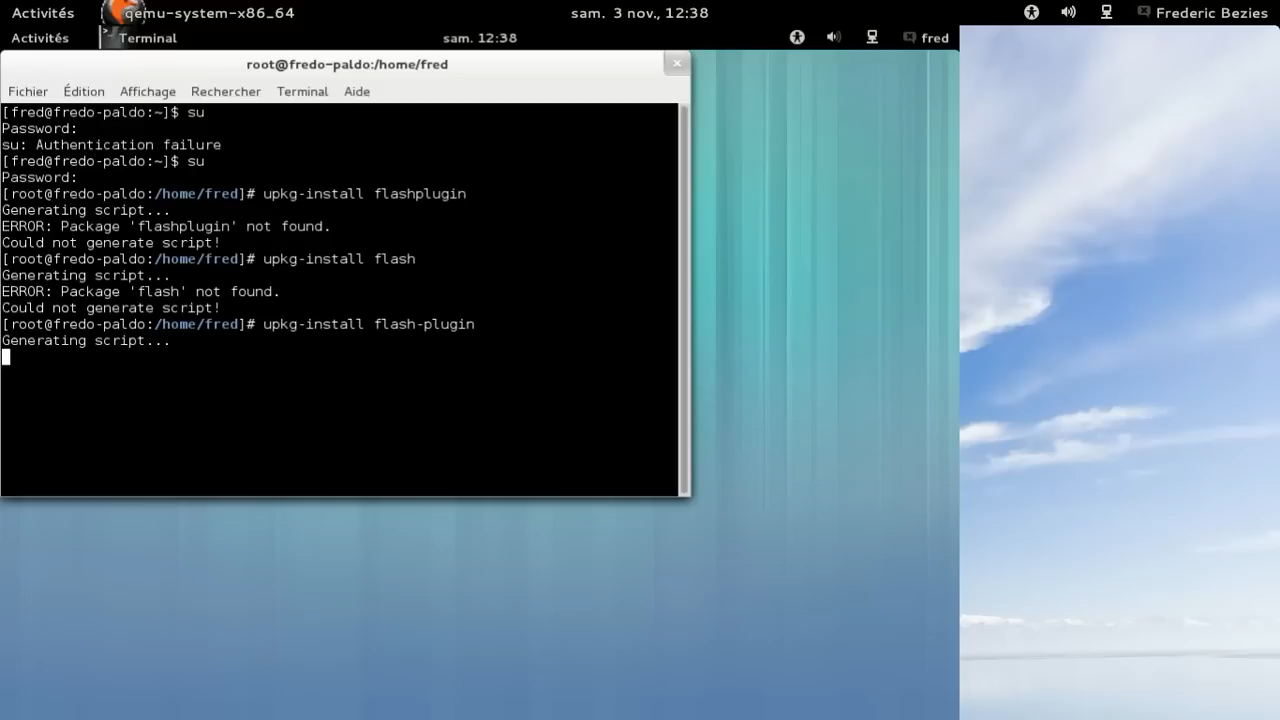 Activités qemu-system-x86_64 sam. 3 nov., 12:38 Frederic Bezies
Activités Terminal sam. 12:38 fred
root@fredo-paldo:/home/fred
Fichier Édition Affichage Rechercher Terminal Aide
[fred@fredo-paldo:~]$ su
Password:
su: Authentication failure
[fred@fredo-paldo:~]$ su
Password:
[root@fredo-paldo:/home/fred]# upkg-install flashplugin
Generating script...
ERROR: Package 'flashplugin' not found.
Could not generate script!
[root@fredo-paldo:/home/fred]# upkg-install flash
Generating script...
ERROR: Package 'flash' not found.
Could not generate script!
[root@fredo-paldo:/home/fred]# upkg-install flash-plugin
Generating script...